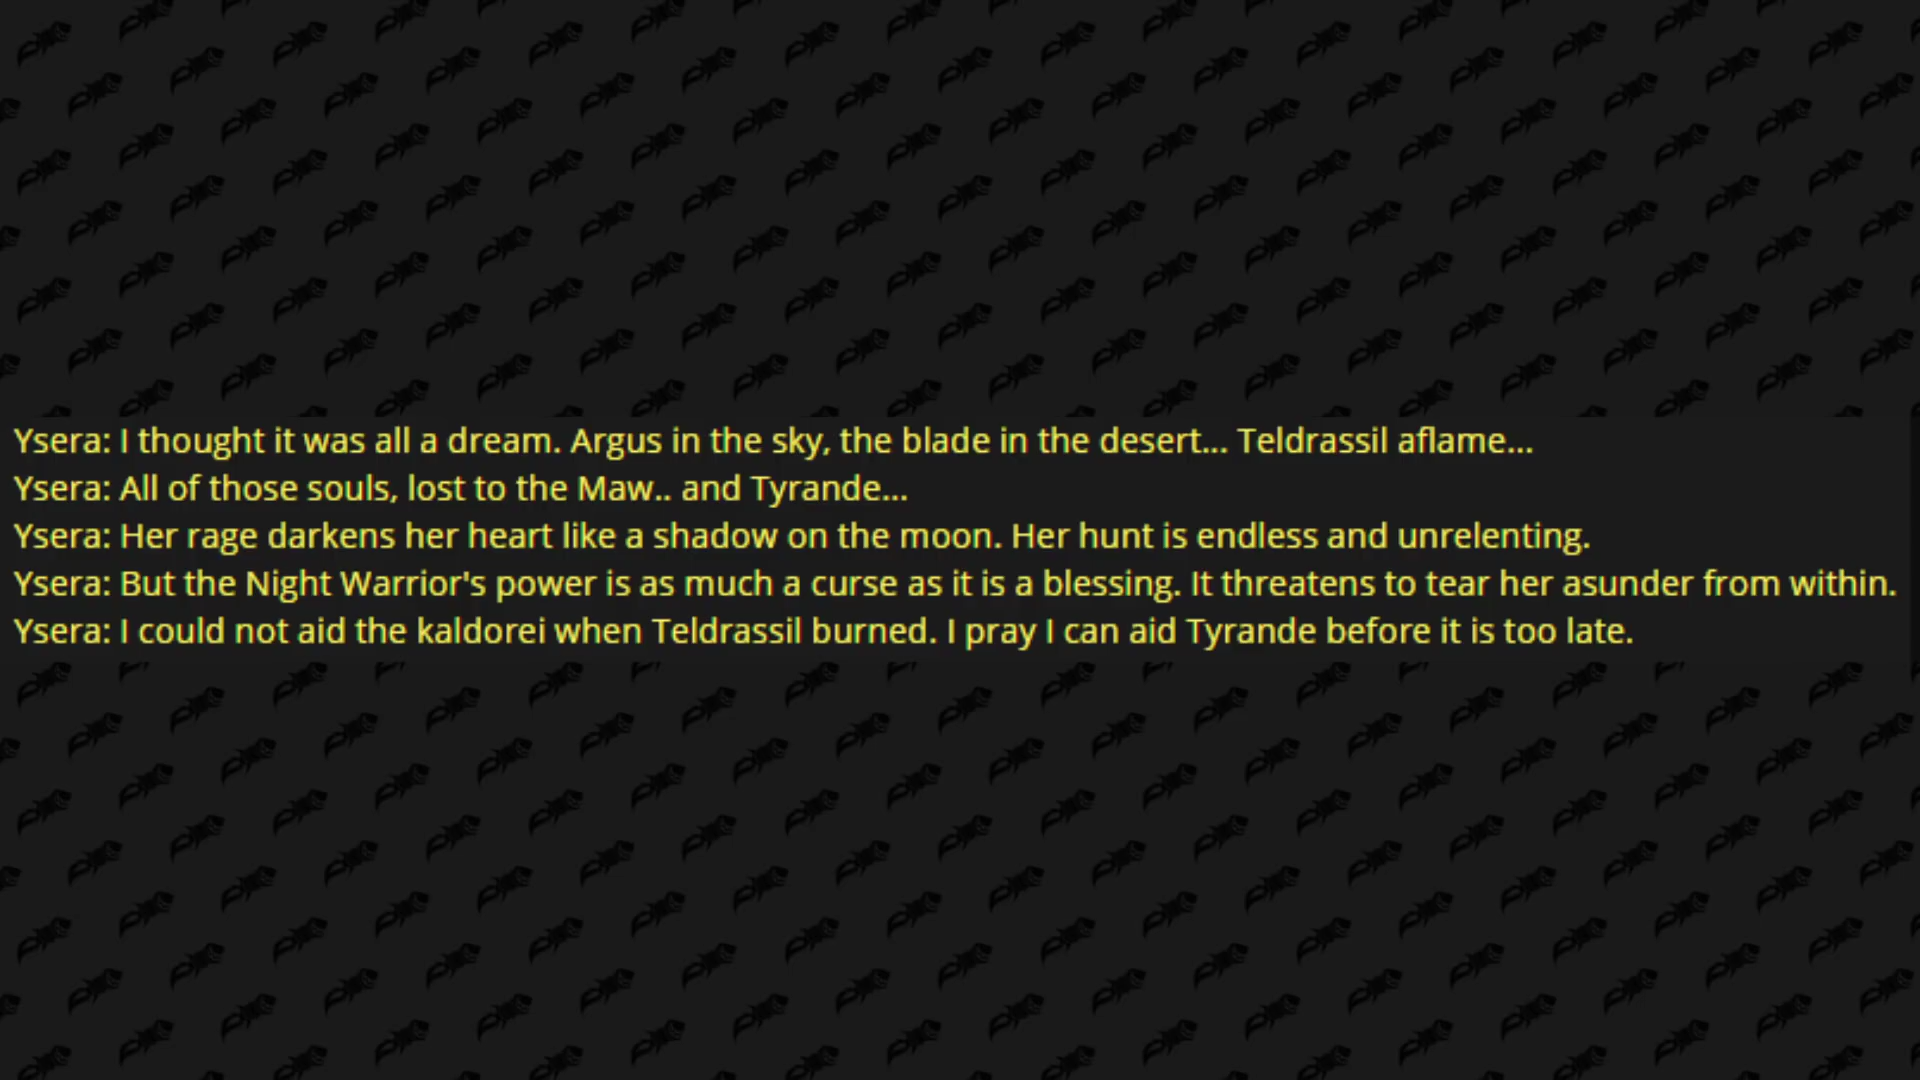 Ysera: I thought it was all a dream. Argus in the sky, the blade in the desert... Teldrassil aflame...
Ysera: All of those souls, lost to the Maw.. and Tyrande...
Ysera: Her rage darkens her heart like a shadow on the moon. Her hunt is endless and unrelenting.
Ysera: But the Night Warrior's power is as much a curse as it is a blessing. It threatens to tear her asunder from within.
Ysera: I could not aid the kaldorei when Teldrassil burned. I pray I can aid Tyrande before it is too late.